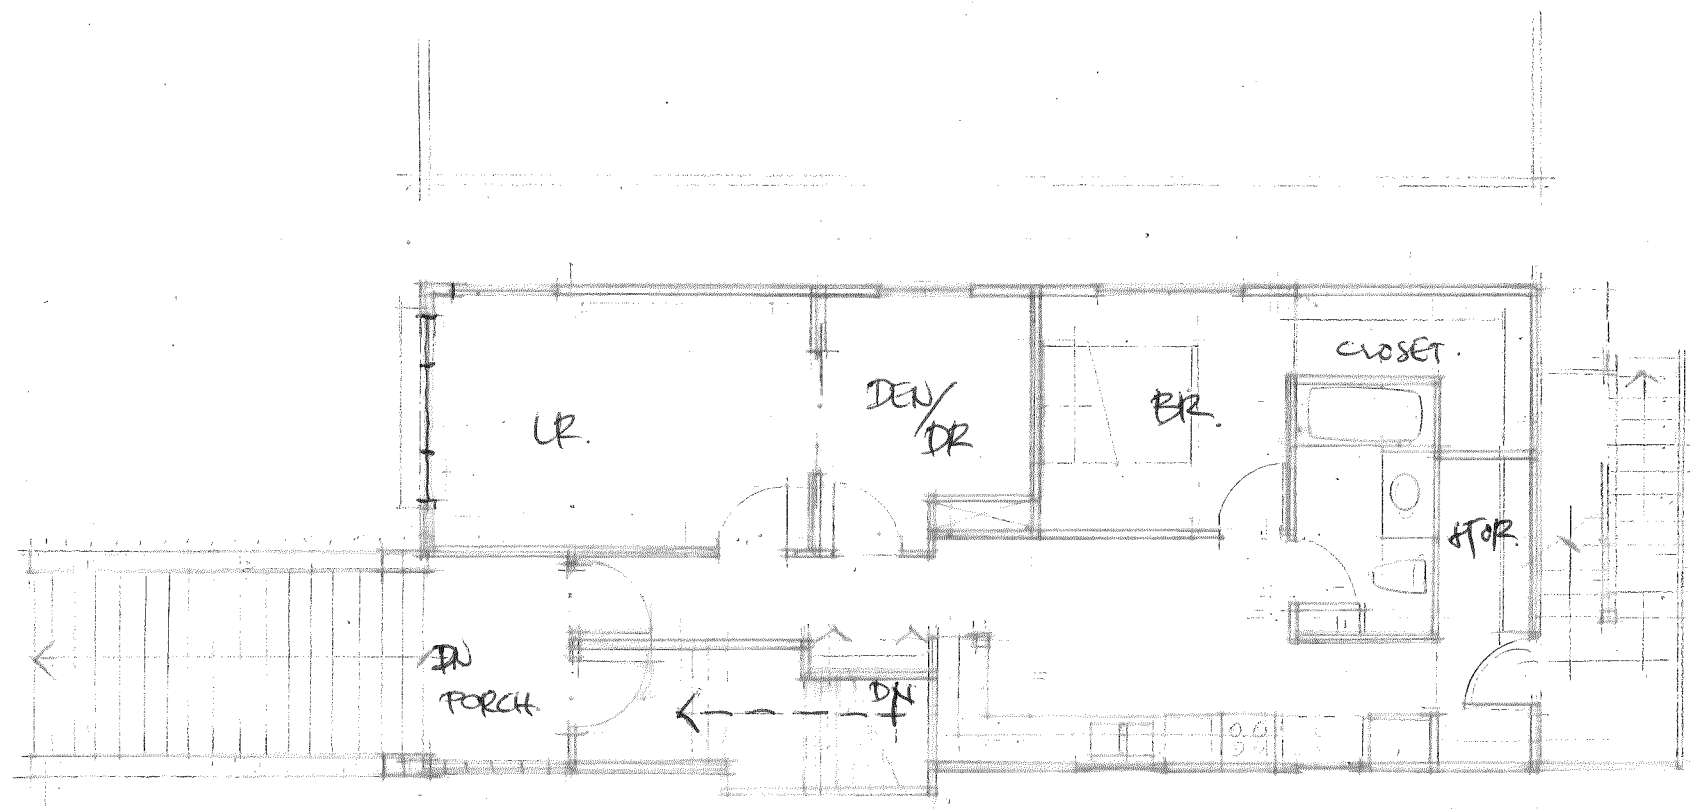 CLOSET.
DEN/
DR
BR.
LR.
STOR.
DN
PORCH.
DN